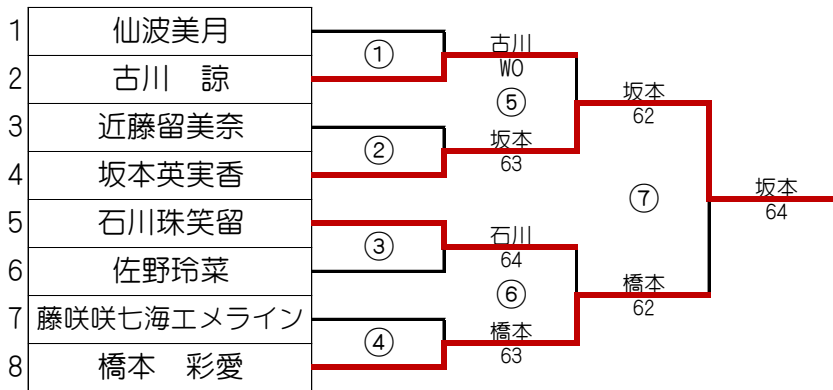 1 仙波美月
2 古川　諒
3 近藤留美奈
4 坂本英実香
5 石川珠笑留
6 佐野玲菜
7 藤咲咲七海エメライン
8 橋本　彩愛
①
②
③
④
古川
WO
⑤
坂本
63
石川
64
⑥
橋本
63
坂本
62
⑦
橋本
62
坂本
64